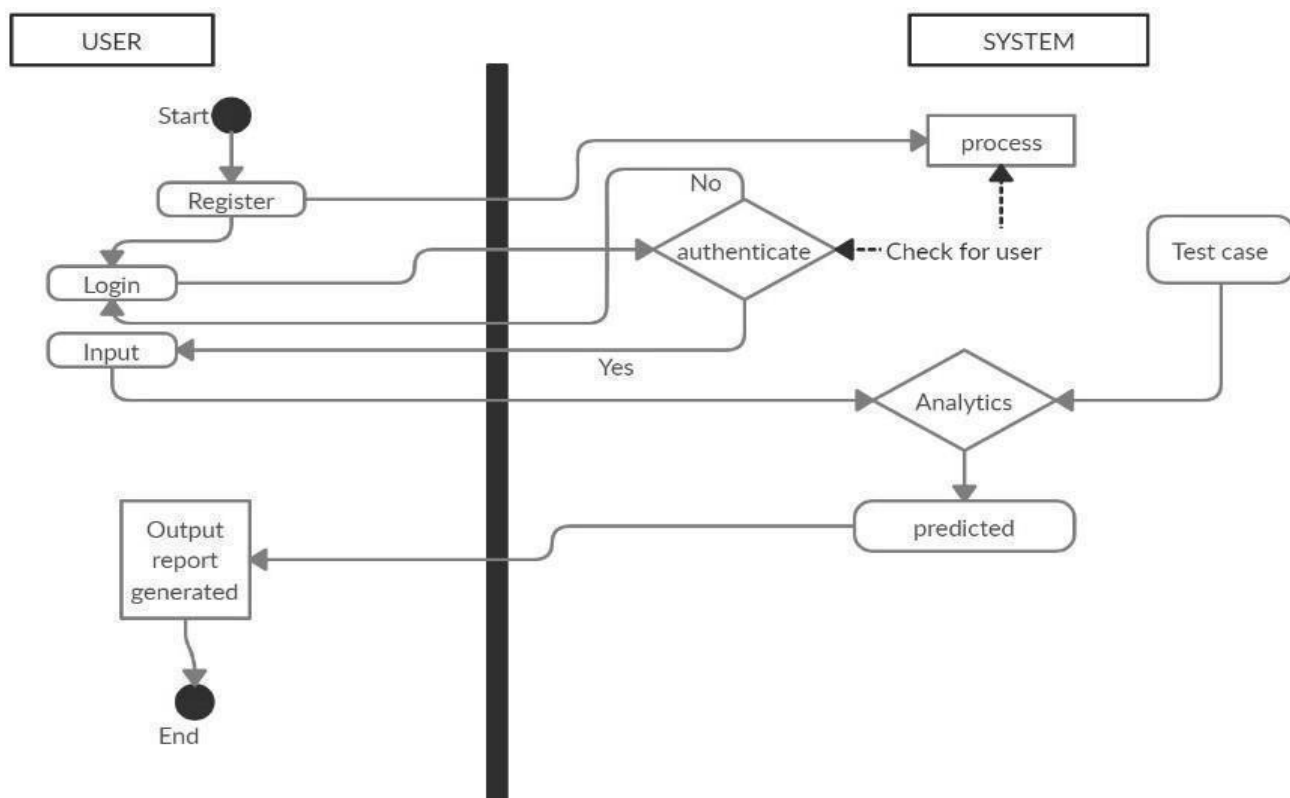 USER
SYSTEM
Start
process
No
Register
authenticate
Check for user
Test case
Login
Input
Yes
Analytics
Output
report
generated
predicted
End